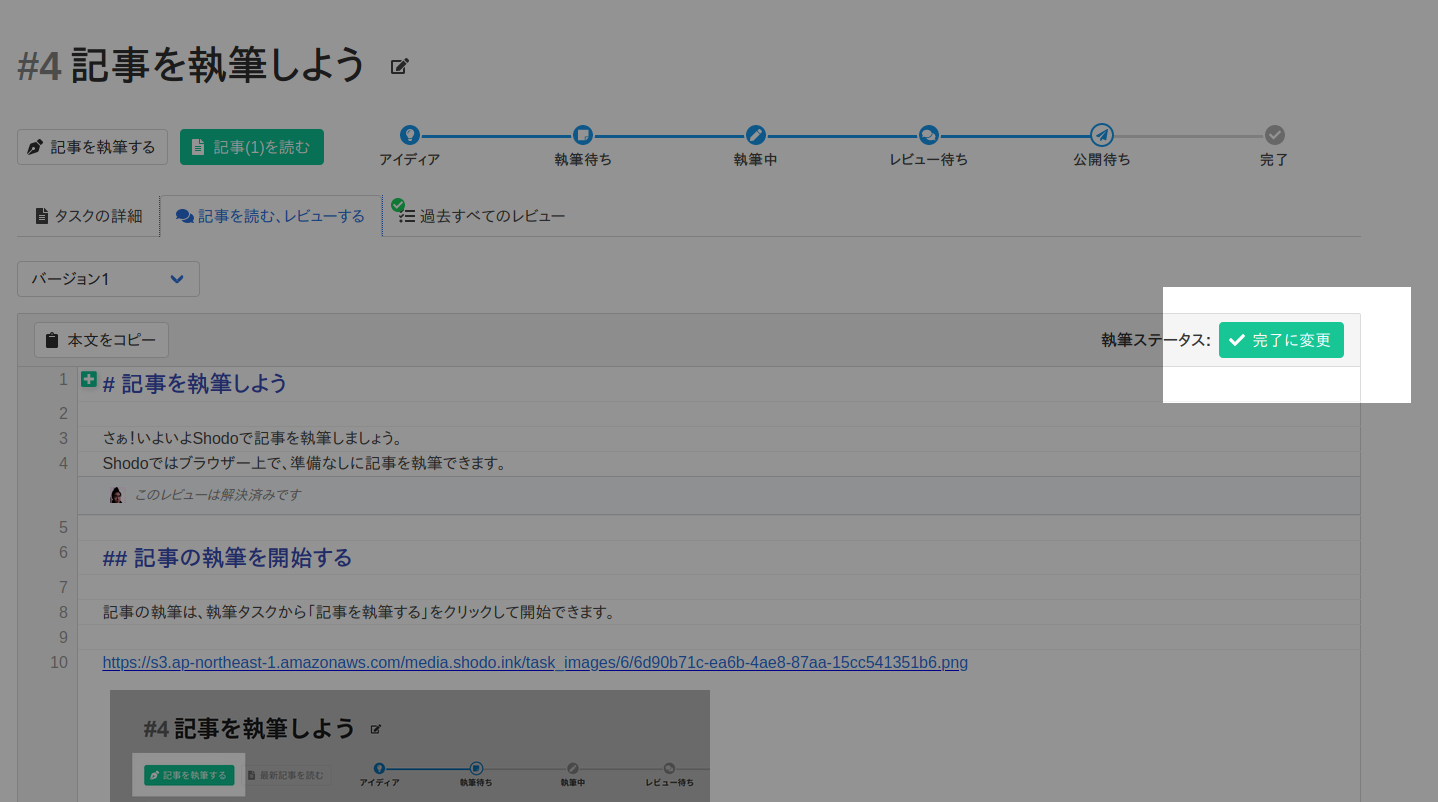 #4 記事を執筆しよう
記事を執筆する 記事(1)を読む
アイディア 執筆待ち 執筆中 レビュー待ち 公開待ち 完了
タスクの詳細 記事を読む、レビューする 過去すべてのレビュー
バージョン1
本文をコピー 執筆ステータス: 完了に変更
1 # 記事を執筆しよう
2
3 さぁ！いよいよShodoで記事を執筆しましょう。
4 Shodoではブラウザー上で、準備なしに記事を執筆できます。
このレビューは解決済みです
5
6 ## 記事の執筆を開始する
7
8 記事の執筆は、執筆タスクから「記事を執筆する」をクリックして開始できます。
9
10 https://s3.ap-northeast-1.amazonaws.com/media.shodo.ink/task_images/6/6d90b71c-ea6b-4ae8-87aa-15cc541351b6.png
#4 記事を執筆しよう
記事を執筆する 最新記事を読む
アイディア 執筆待ち 執筆中 レビュー待ち